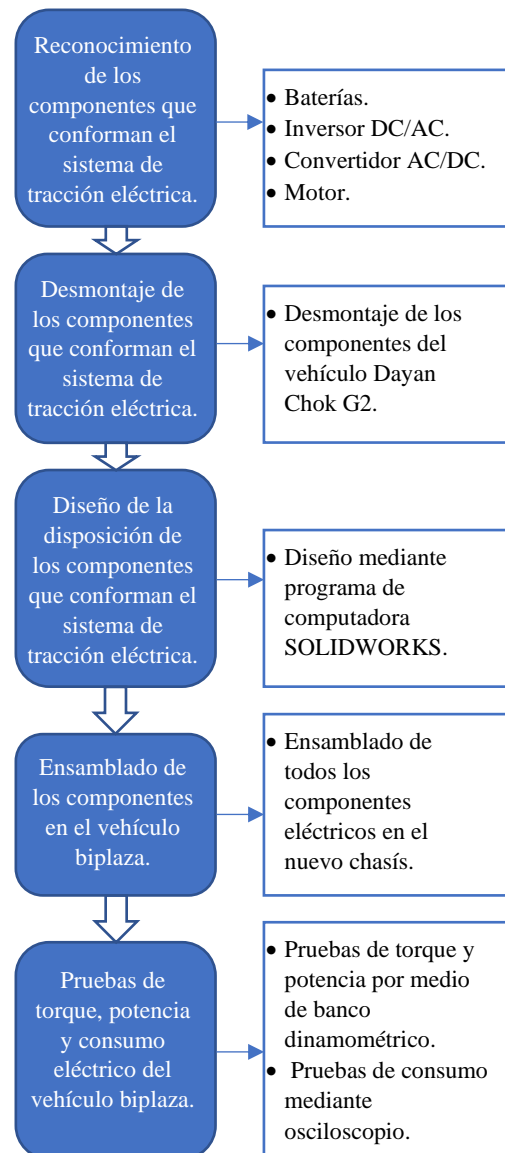 Reconocimiento
de los
componentes que
conforman el
sistema de
tracción eléctrica.
• Baterías.
• Inversor DC/AC.
• Convertidor AC/DC.
• Motor.
Desmontaje de
los componentes
que conforman el
sistema de
tracción eléctrica.
• Desmontaje de los
componentes del
vehículo Dayan
Chok G2.
Diseño de la
disposición de
los componentes
que conforman el
sistema de
tracción eléctrica.
• Diseño mediante
programa de
computadora
SOLIDWORKS.
Ensamblado de
los componentes
en el vehículo
biplaza.
• Ensamblado de
todos los
componentes
eléctricos en el
nuevo chasís.
Pruebas de
torque, potencia
y consumo
eléctrico del
vehículo biplaza.
• Pruebas de torque y
potencia por medio
de banco
dinamométrico.
• Pruebas de consumo
mediante
osciloscopio.